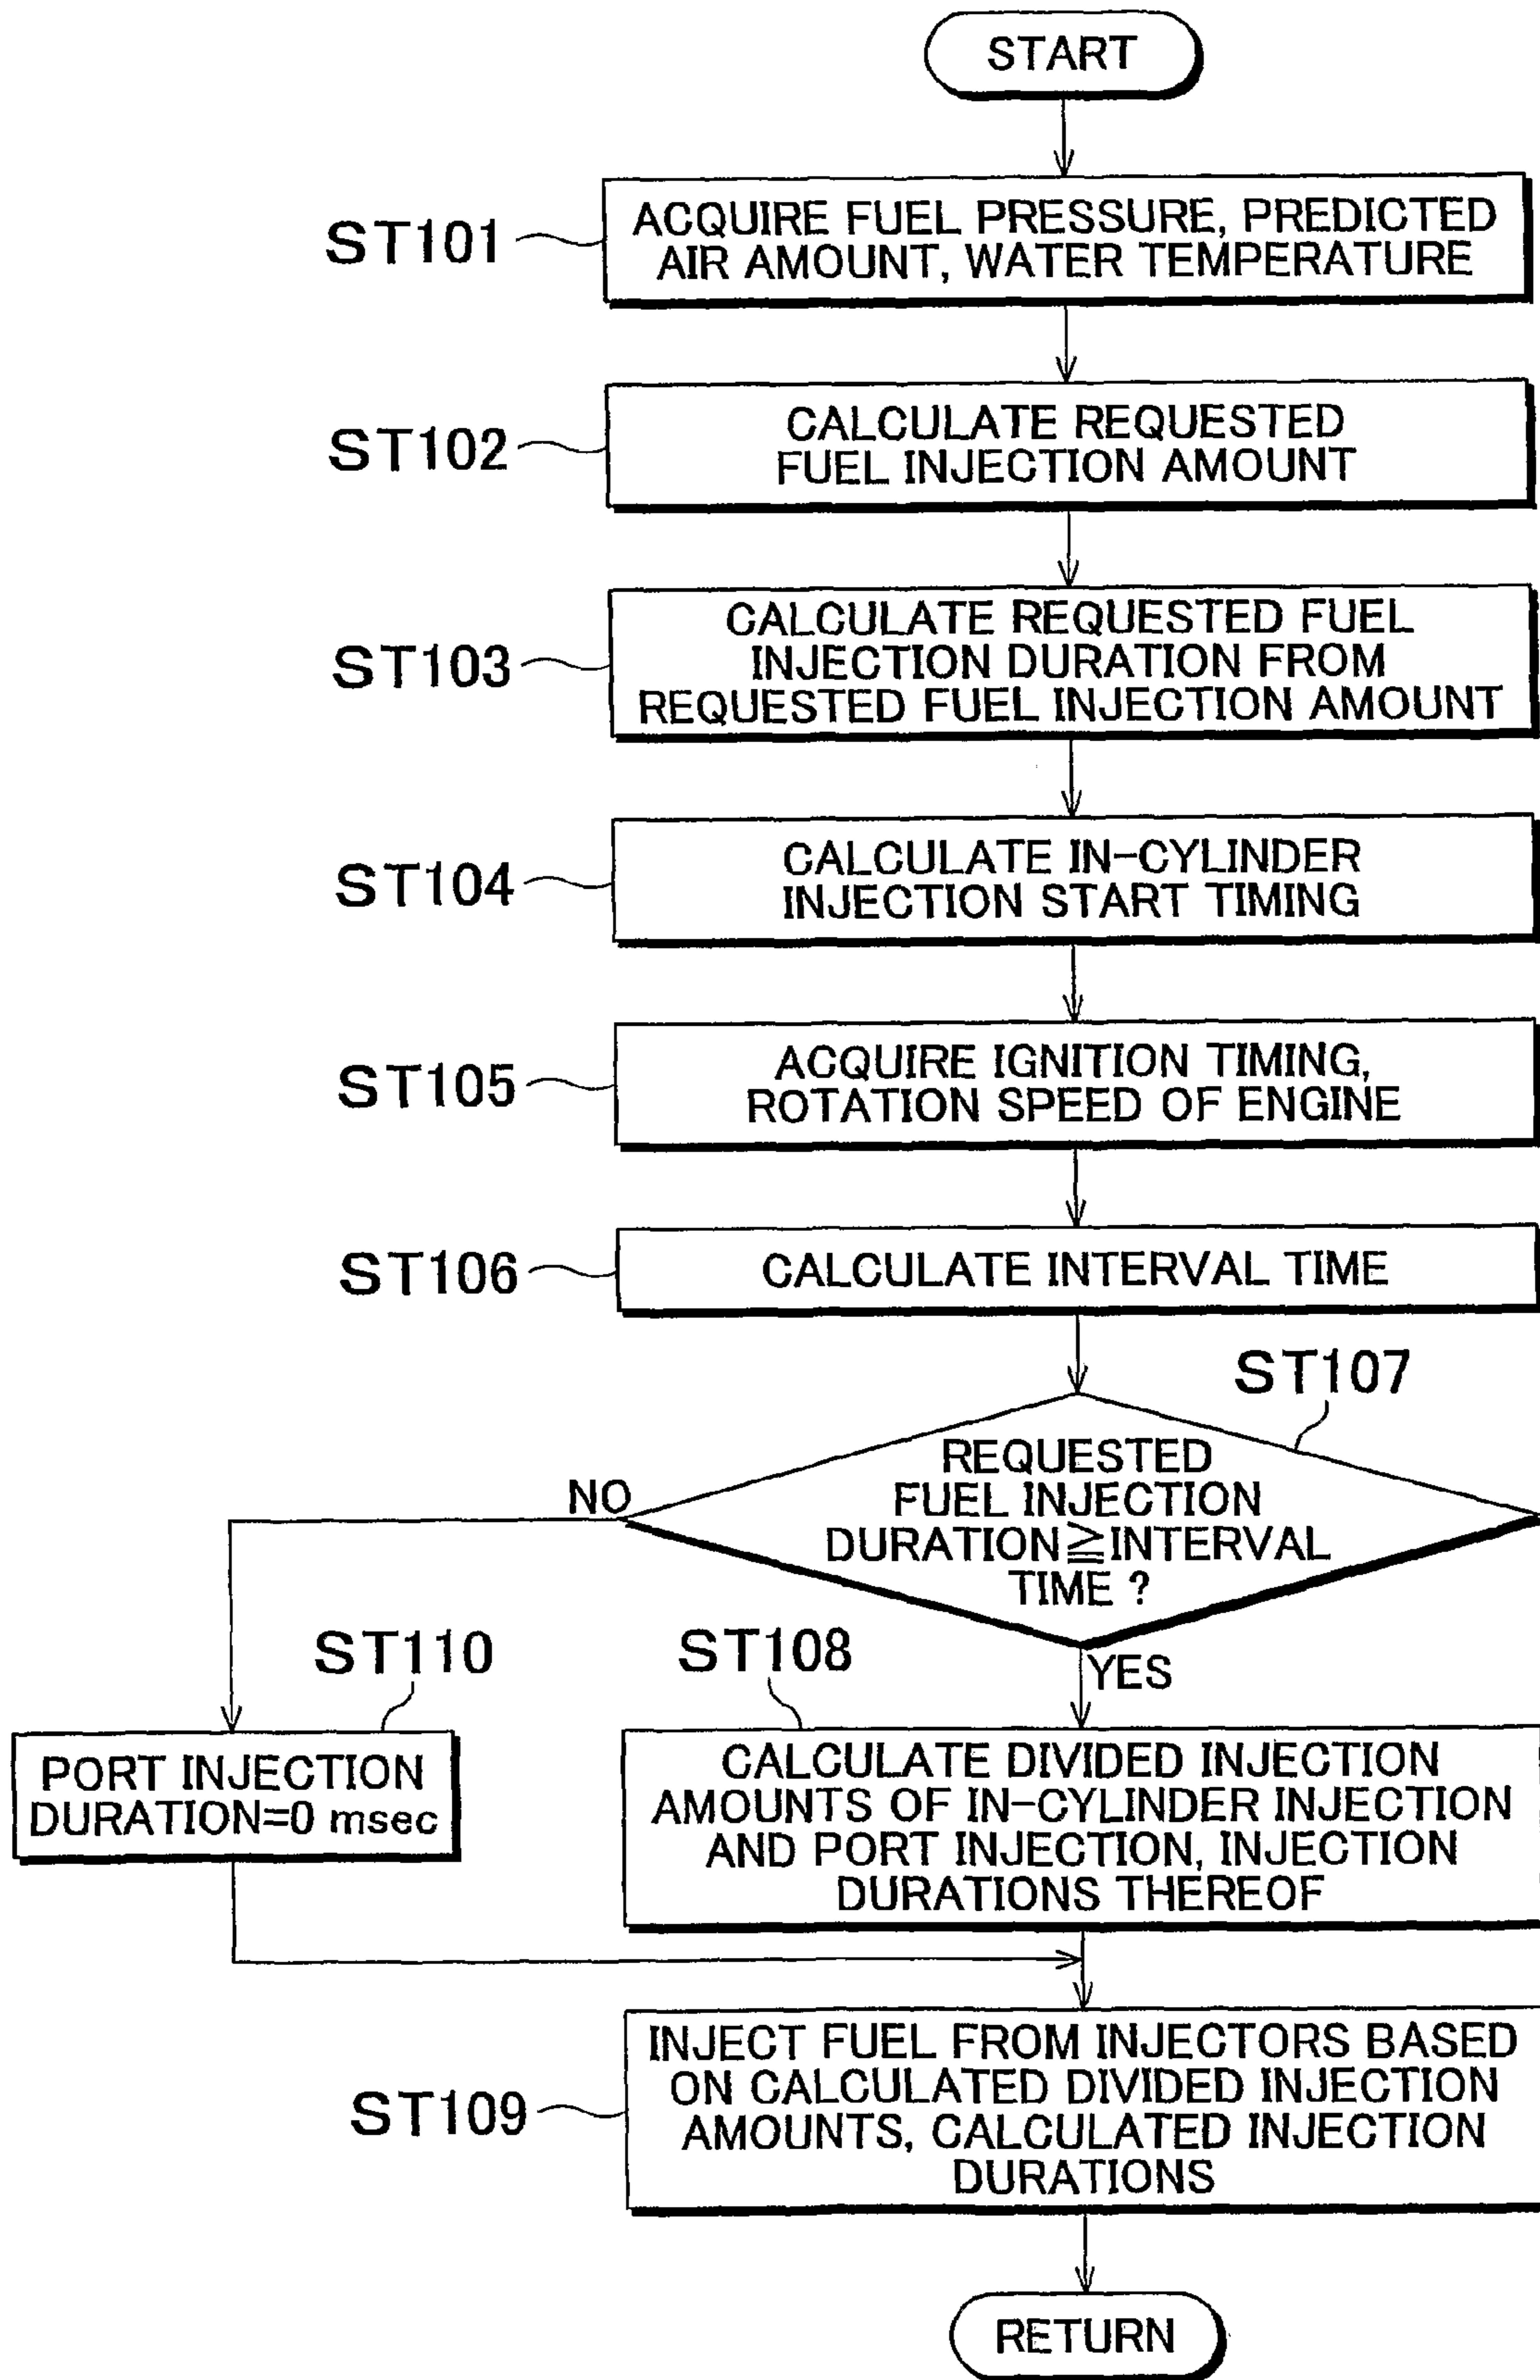 START
ST101
ACQUIRE FUEL PRESSURE, PREDICTED
AIR AMOUNT, WATER TEMPERATURE
ST102
CALCULATE REQUESTED
FUEL INJECTION AMOUNT
ST103
CALCULATE REQUESTED FUEL
INJECTION DURATION FROM
REQUESTED FUEL INJECTION AMOUNT
ST104
CALCULATE IN-CYLINDER
INJECTION START TIMING
ST105
ACQUIRE IGNITION TIMING,
ROTATION SPEED OF ENGINE
ST106
CALCULATE INTERVAL TIME
ST107
REQUESTED
FUEL INJECTION
DURATION≧INTERVAL
TIME ?
NO
YES
ST110
PORT INJECTION
DURATION=0 msec
ST108
CALCULATE DIVIDED INJECTION
AMOUNTS OF IN-CYLINDER INJECTION
AND PORT INJECTION, INJECTION
DURATIONS THEREOF
ST109
INJECT FUEL FROM INJECTORS BASED
ON CALCULATED DIVIDED INJECTION
AMOUNTS, CALCULATED INJECTION
DURATIONS
RETURN